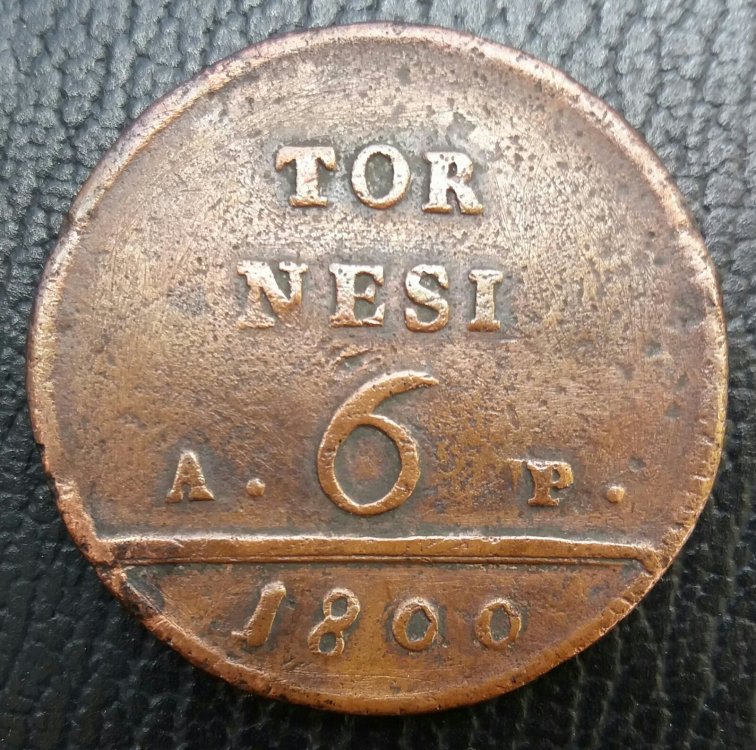 TOR
NESI
6
A. P.
1800